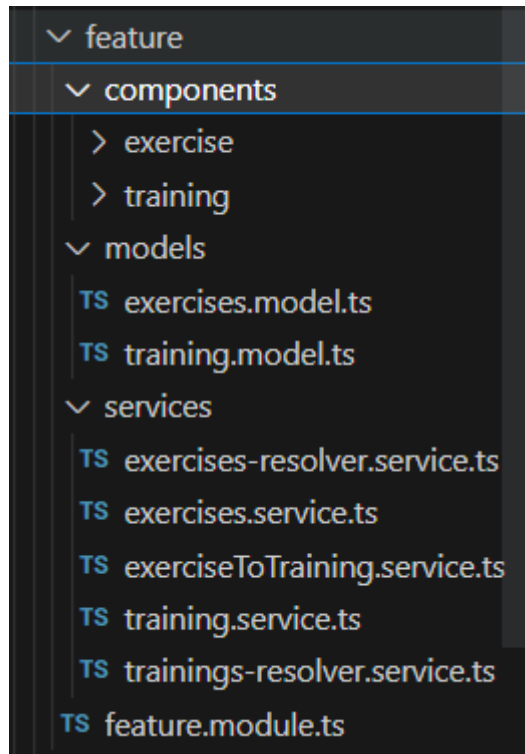 feature
components
exercise
training
models
TS exercises.model.ts
TS training.model.ts
services
TS exercises-resolver.service.ts
TS exercises.service.ts
TS exerciseToTraining.service.ts
TS training.service.ts
TS trainings-resolver.service.ts
TS feature.module.ts